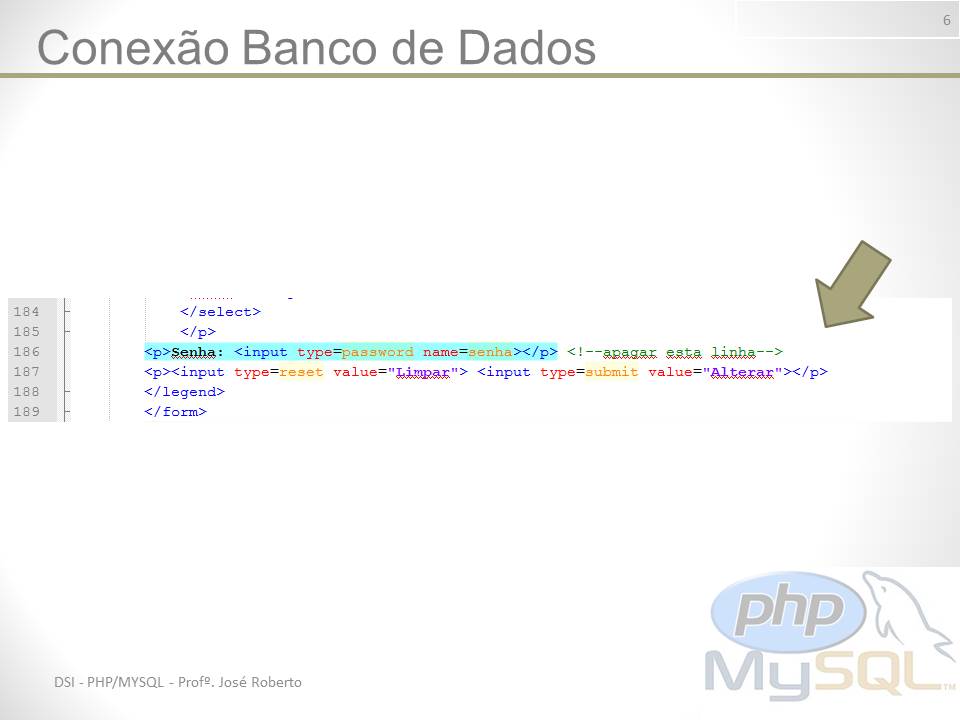 6
Conexão Banco de Dados
184 </select>
185 </p>
186 <p>Senha: <input type=password name=senha></p> <!--apagar esta linha-->
187 <p><input type=reset value="Limpar"> <input type=submit value="Alterar"></p>
188 </legend>
189 </form>
php
MySQL™
DSI - PHP/MYSQL - Profº. José Roberto